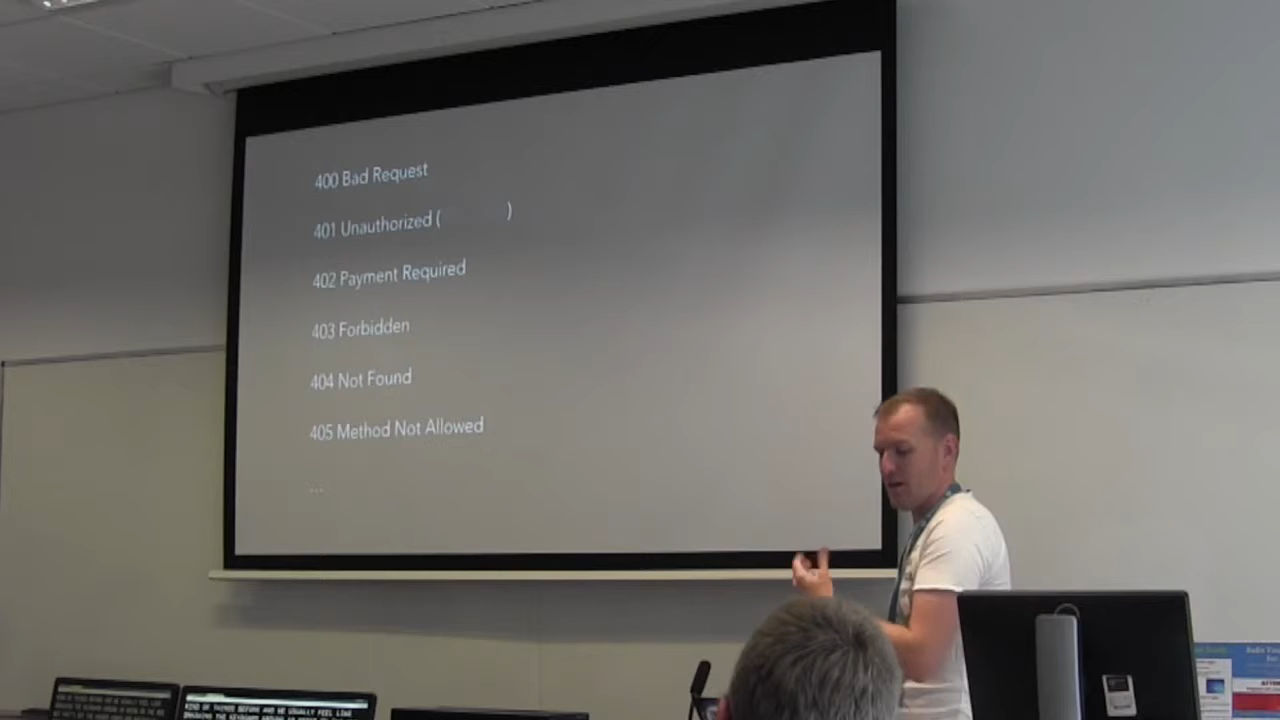 400 Bad Request
401 Unauthorized ( )
402 Payment Required
403 Forbidden
404 Not Found
405 Method Not Allowed
...